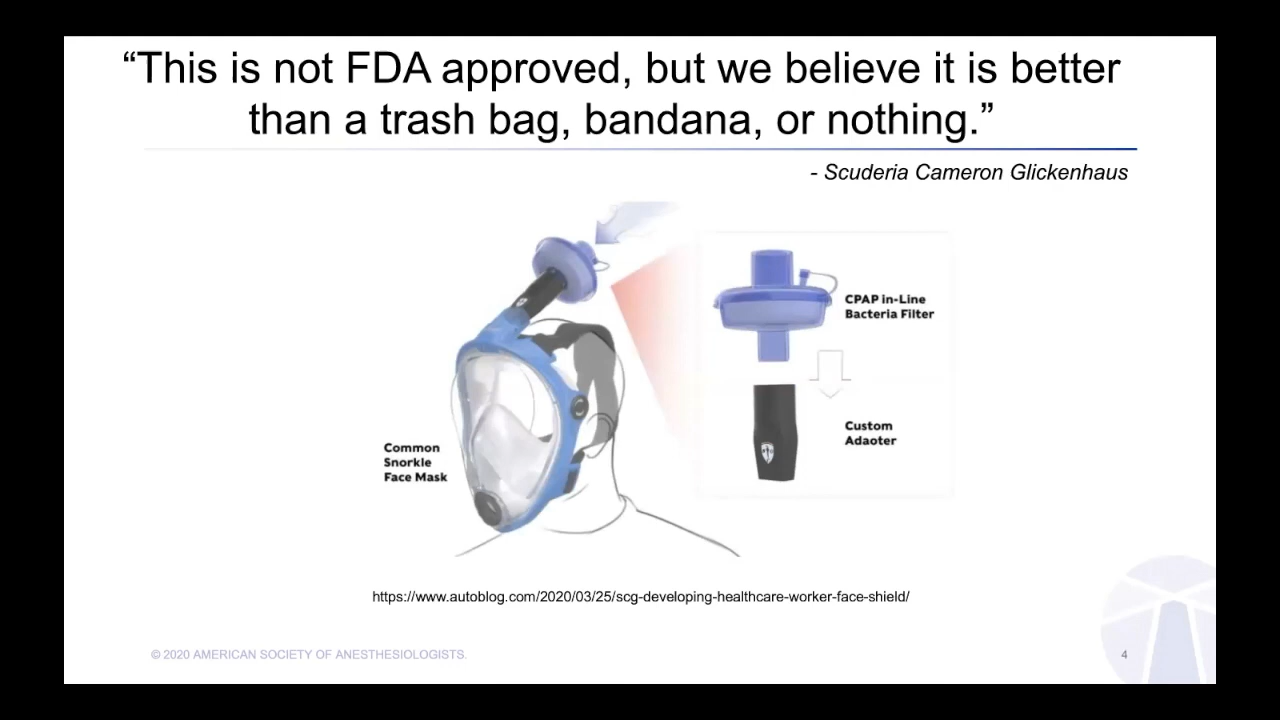 “This is not FDA approved, but we believe it is better
than a trash bag, bandana, or nothing.”
- Scuderia Cameron Glickenhaus
CPAP in-Line
Bacteria Filter
Custom
Adaoter
Common
Snorkle
Face Mask
https://www.autoblog.com/2020/03/25/scg-developing-healthcare-worker-face-shield/
© 2020 AMERICAN SOCIETY OF ANESTHESIOLOGISTS.
4